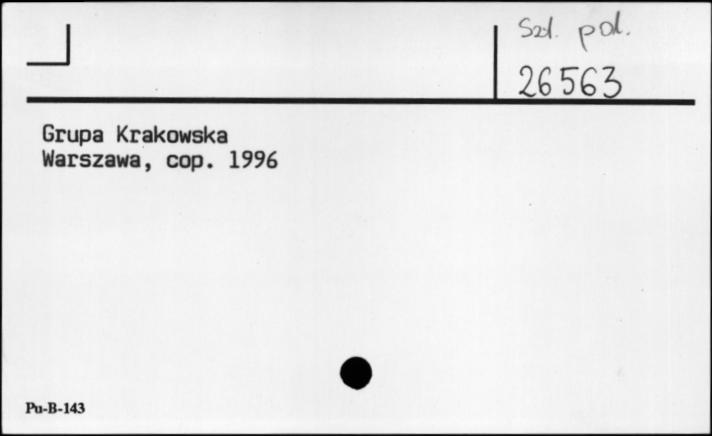 Szt. pol.
26563
Grupa Krakowska
Warszawa, cop. 1996
Pu-B-143